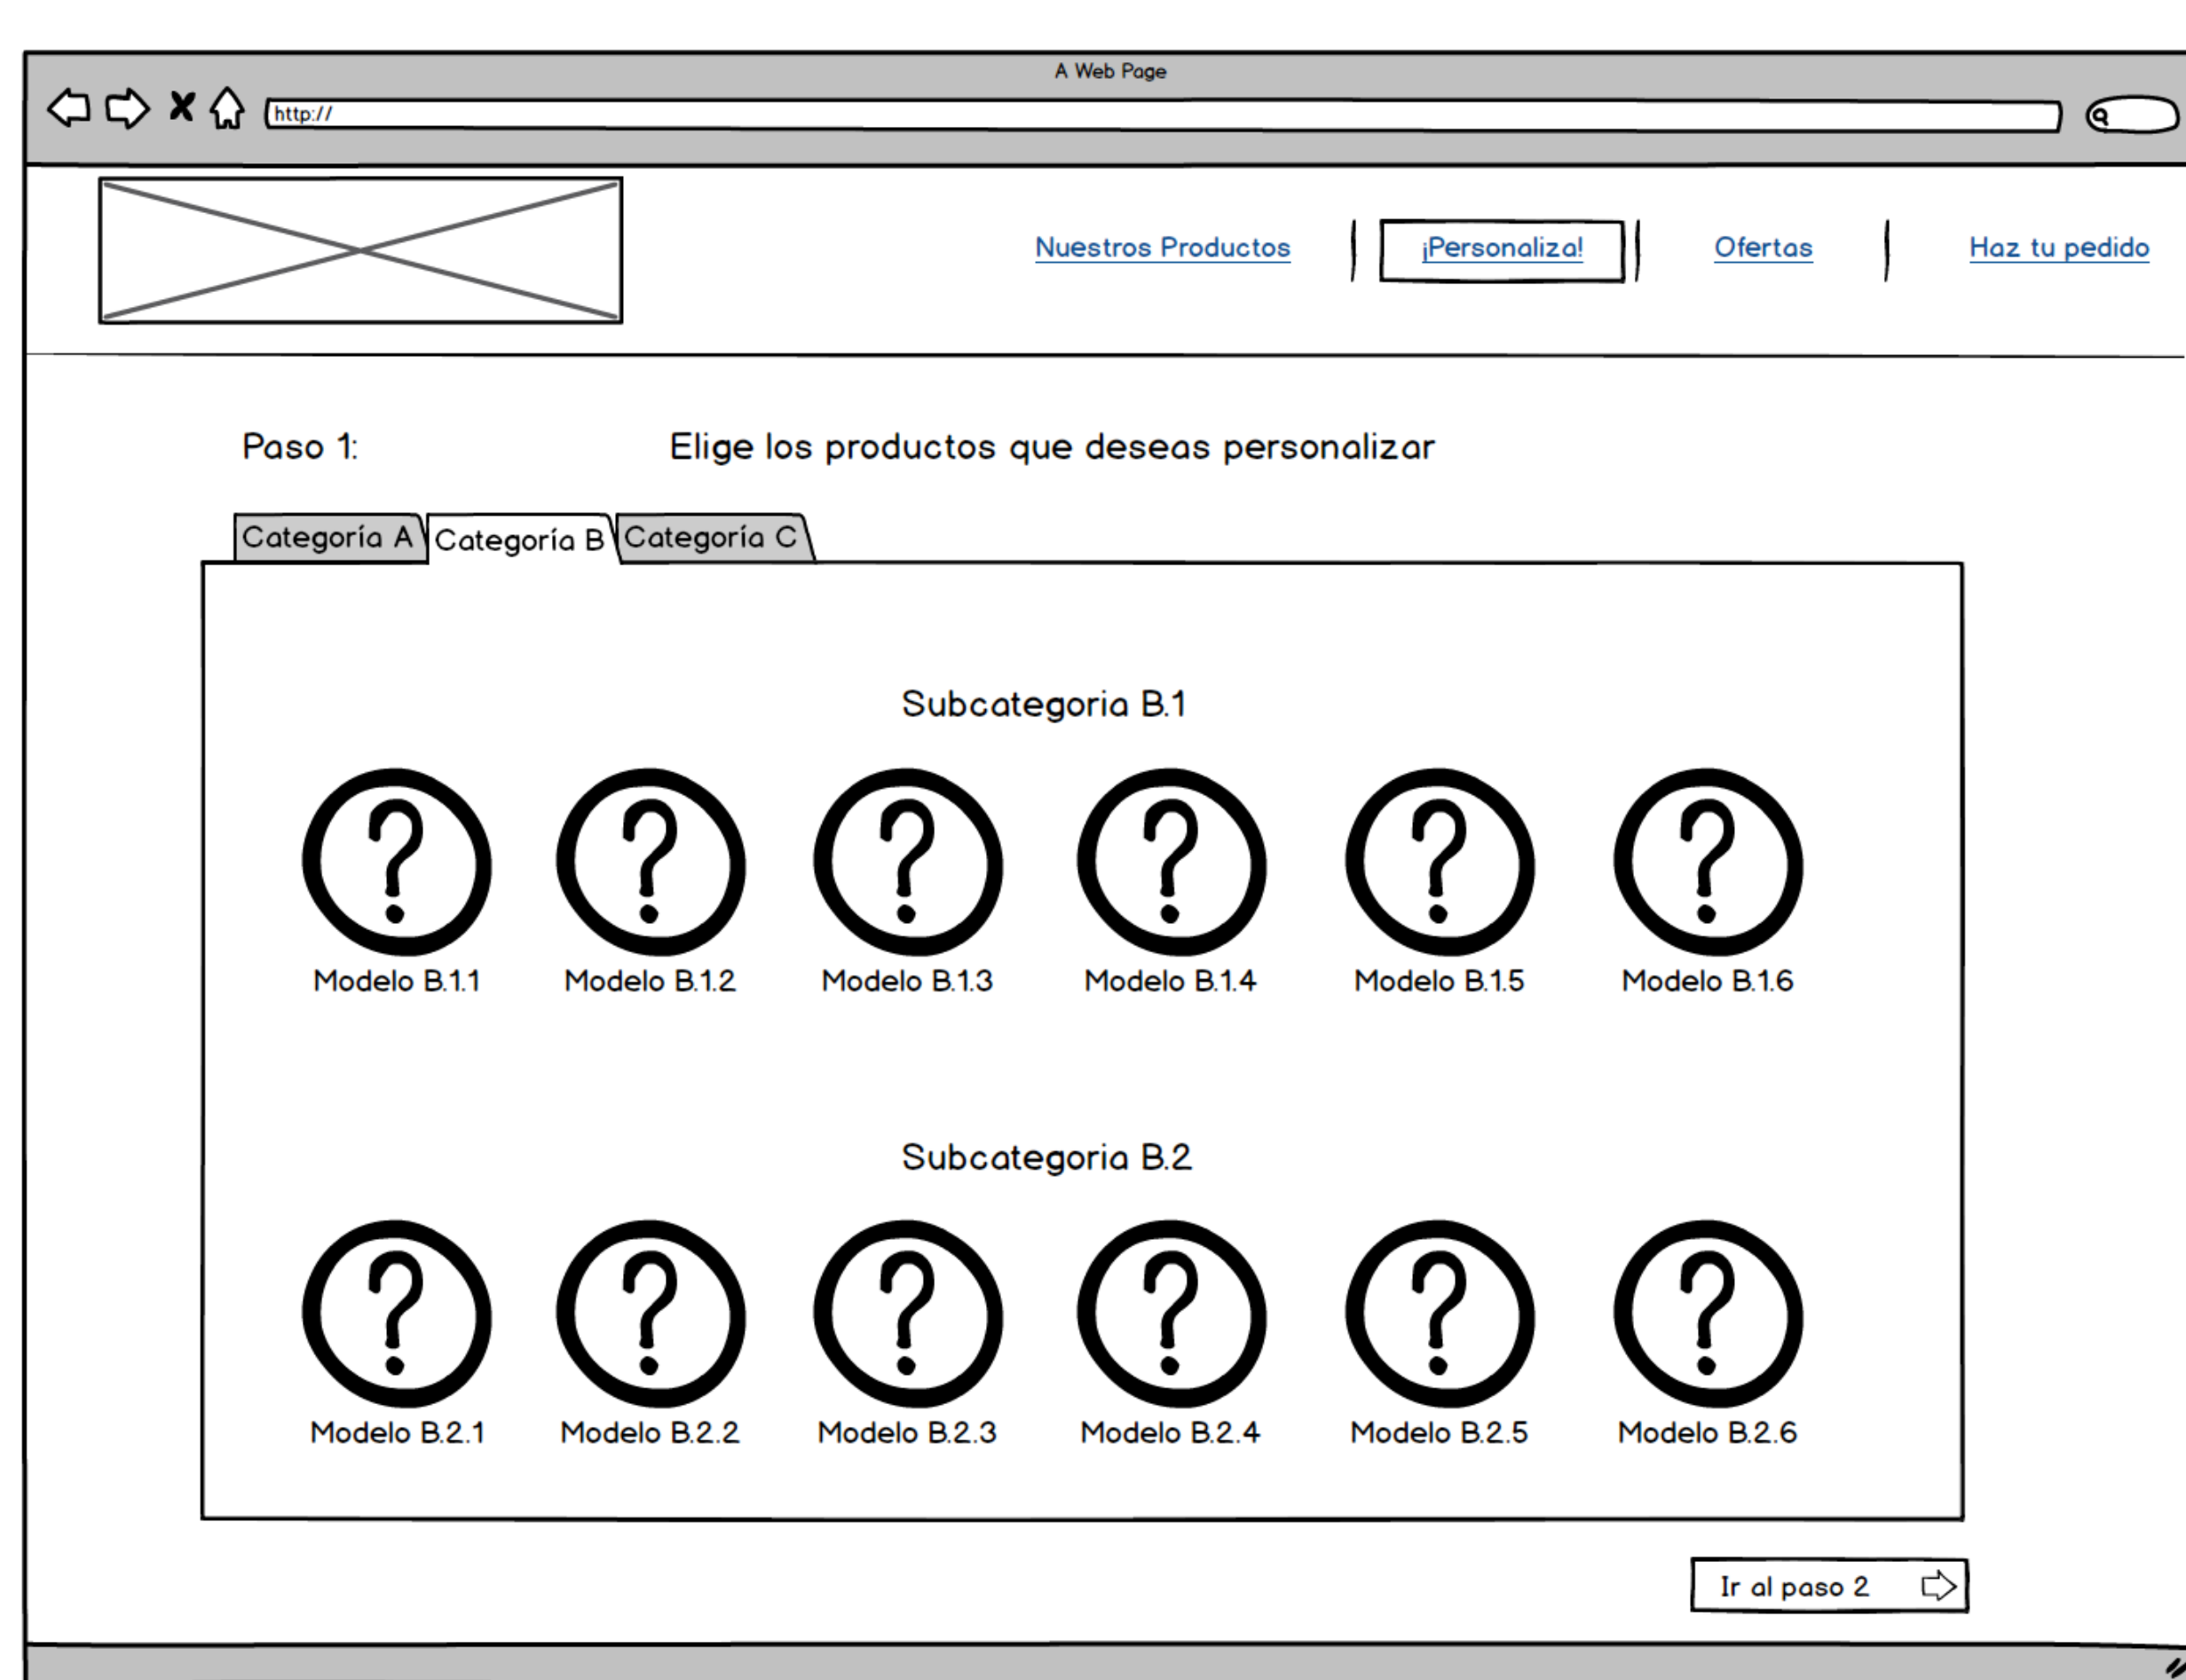 A Web Page
http://
Nuestros Productos
¡Personaliza!
Ofertas
Haz tu pedido
Paso 1:
Elige los productos que deseas personalizar
Categoría A
Categoría B
Categoría C
Subcategoria B.1
Modelo B.1.1
Modelo B.1.2
Modelo B.1.3
Modelo B.1.4
Modelo B.1.5
Modelo B.1.6
Subcategoria B.2
Modelo B.2.1
Modelo B.2.2
Modelo B.2.3
Modelo B.2.4
Modelo B.2.5
Modelo B.2.6
Ir al paso 2